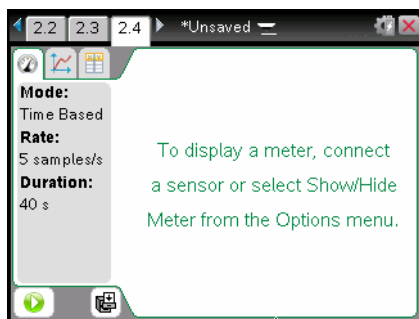 2.2 2.3 2.4 *Unsaved
Mode:
Time Based
Rate:
5 samples/s
Duration:
40 s
To display a meter, connect
a sensor or select Show/Hide
Meter from the Options menu.